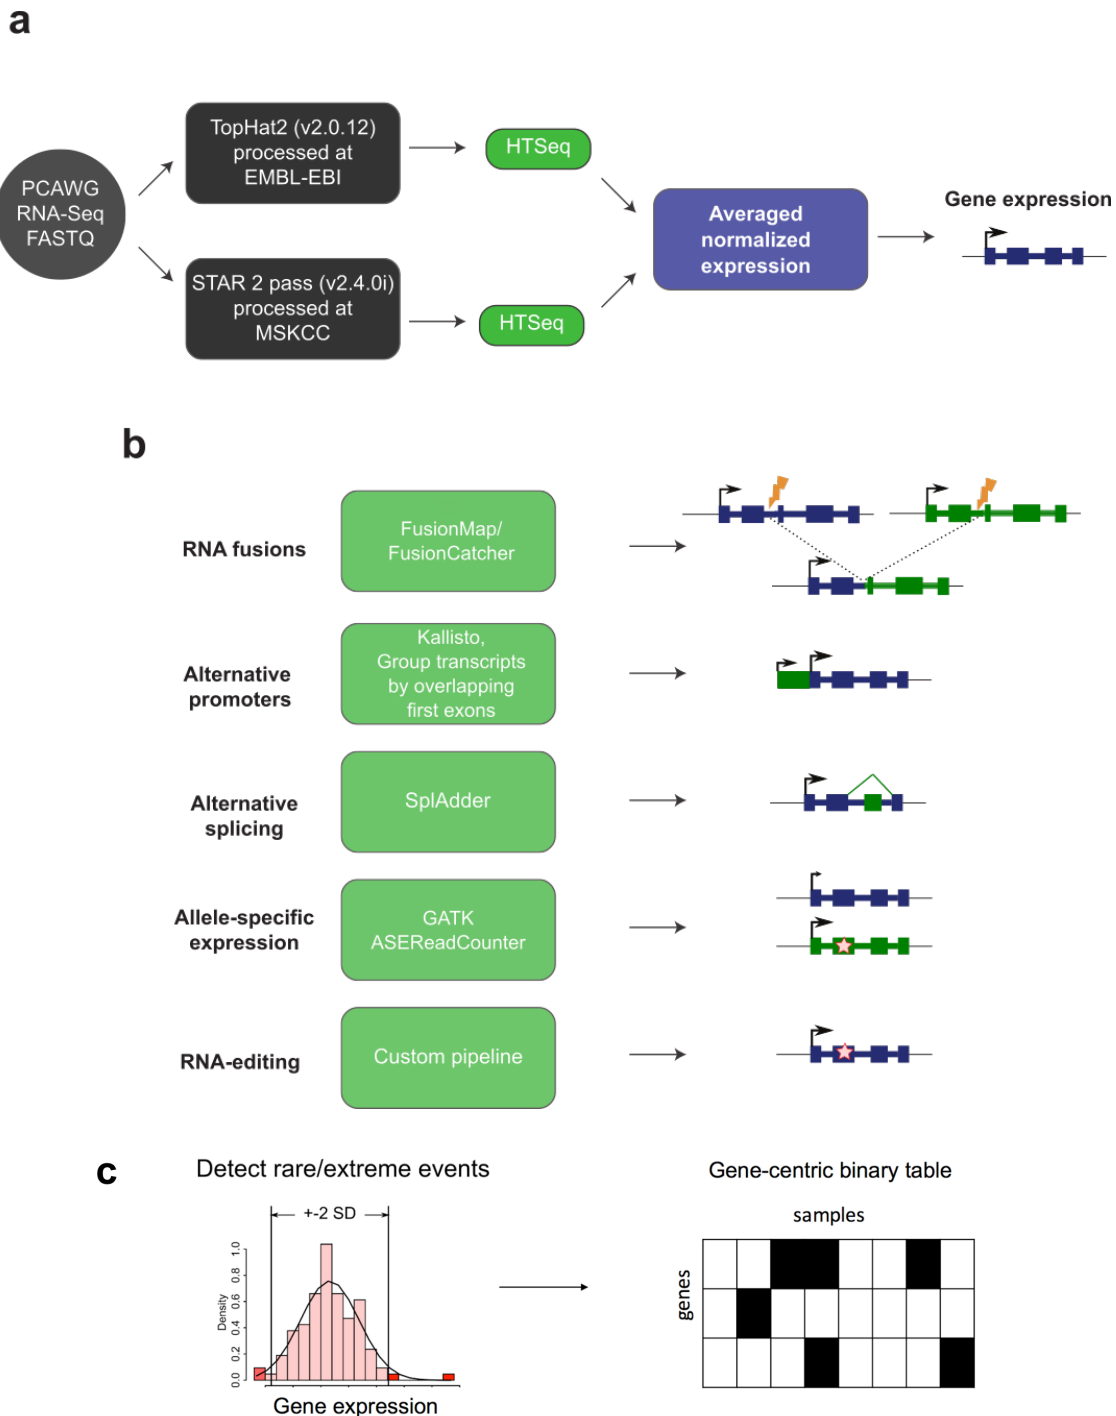 a
PCAWG
RNA-Seq
FASTQ
TopHat2 (v2.0.12)
processed at
EMBL-EBI
HTSeq
STAR 2 pass (v2.4.0i)
processed at
MSKCC
HTSeq
Averaged
normalized
expression
Gene expression
b
RNA fusions
FusionMap/
FusionCatcher
Alternative
promoters
Kallisto,
Group transcripts
by overlapping
first exons
Alternative
splicing
SplAdder
Allele-specific
expression
GATK
ASEReadCounter
RNA-editing
Custom pipeline
c
Detect rare/extreme events
+-2 SD
Density
0.0
0.2
0.4
0.6
0.8
1.0
Gene expression
Gene-centric binary table
samples
genes